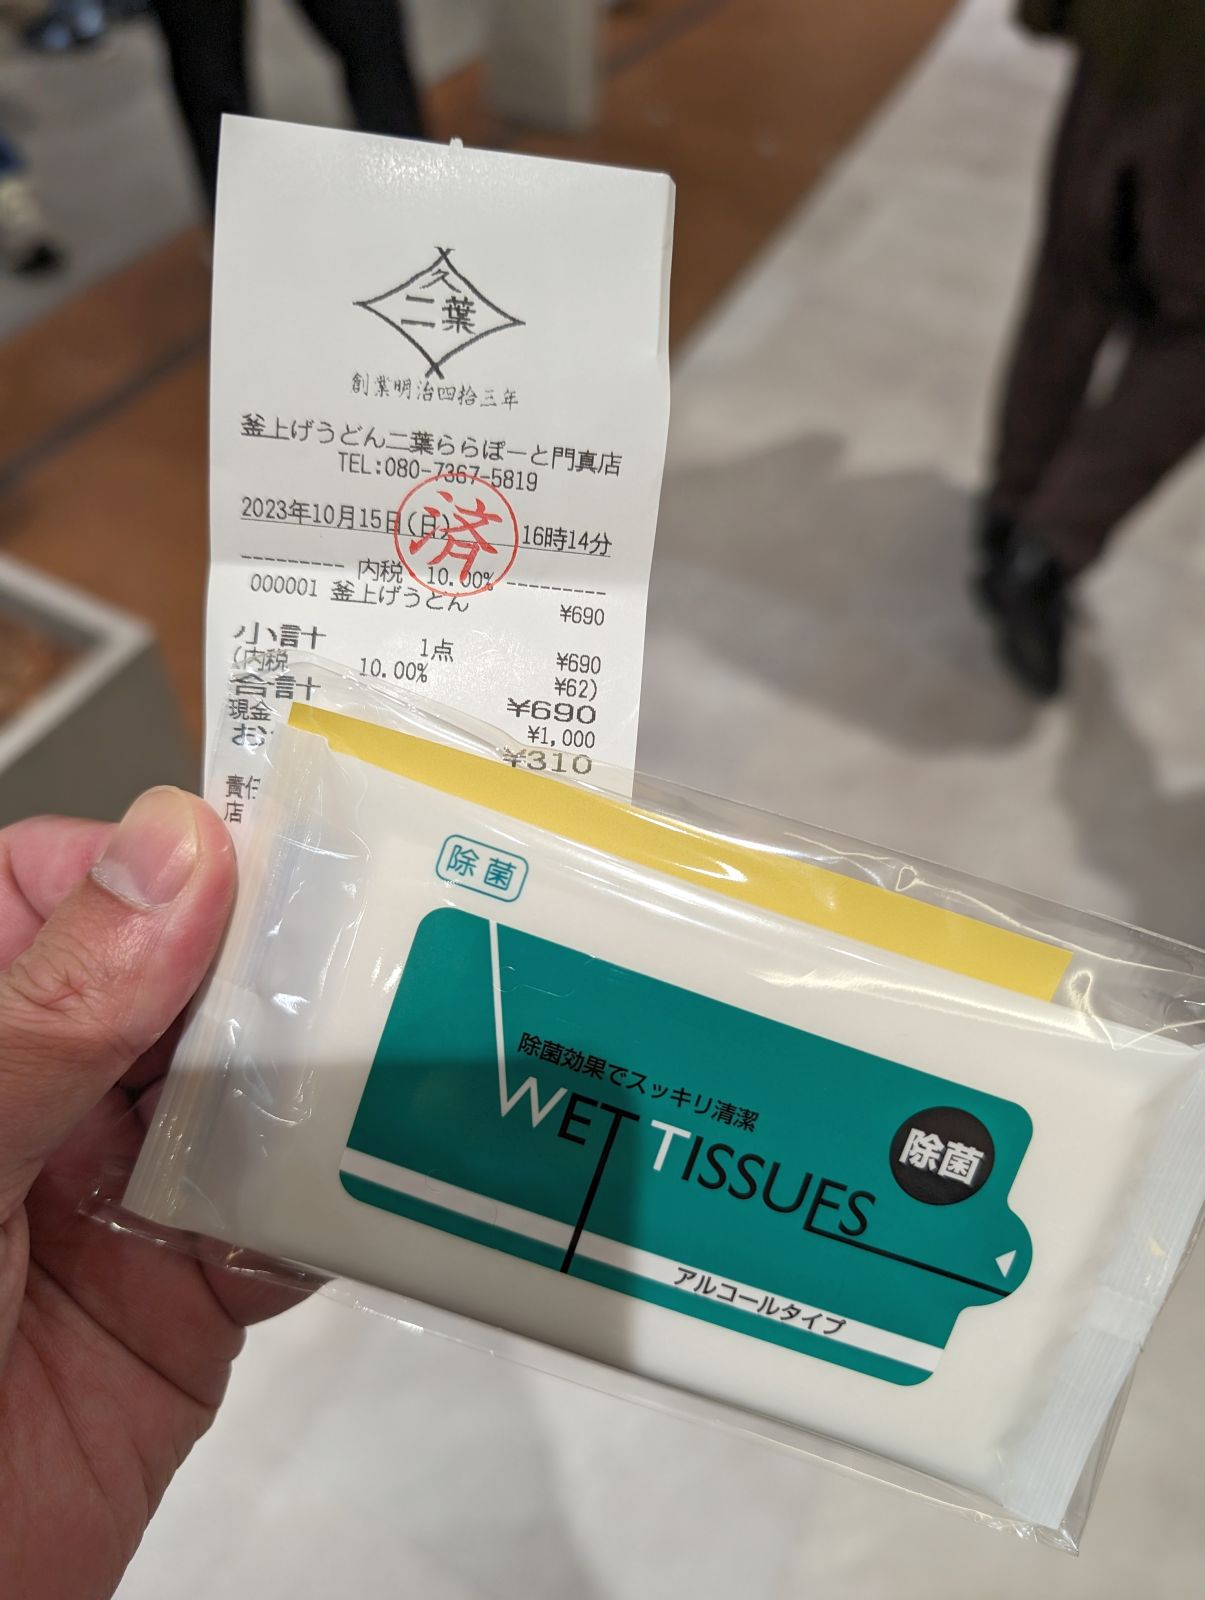 久
二葉
創業明治四拾三年
釜上げうどん二葉ららぽーと門真店
TEL:080-7367-5819
2023年10月15日(日) 16時14分
済
--------- 内税 10.00% ---------
000001 釜上げうどん ¥690
小計 1点 ¥690
(内税 10.00% ¥62)
合計 ¥690
現金 ¥1,000
お ¥310
責任
店
除菌
除菌効果でスッキリ清潔
WET TISSUES
除菌
アルコールタイプ